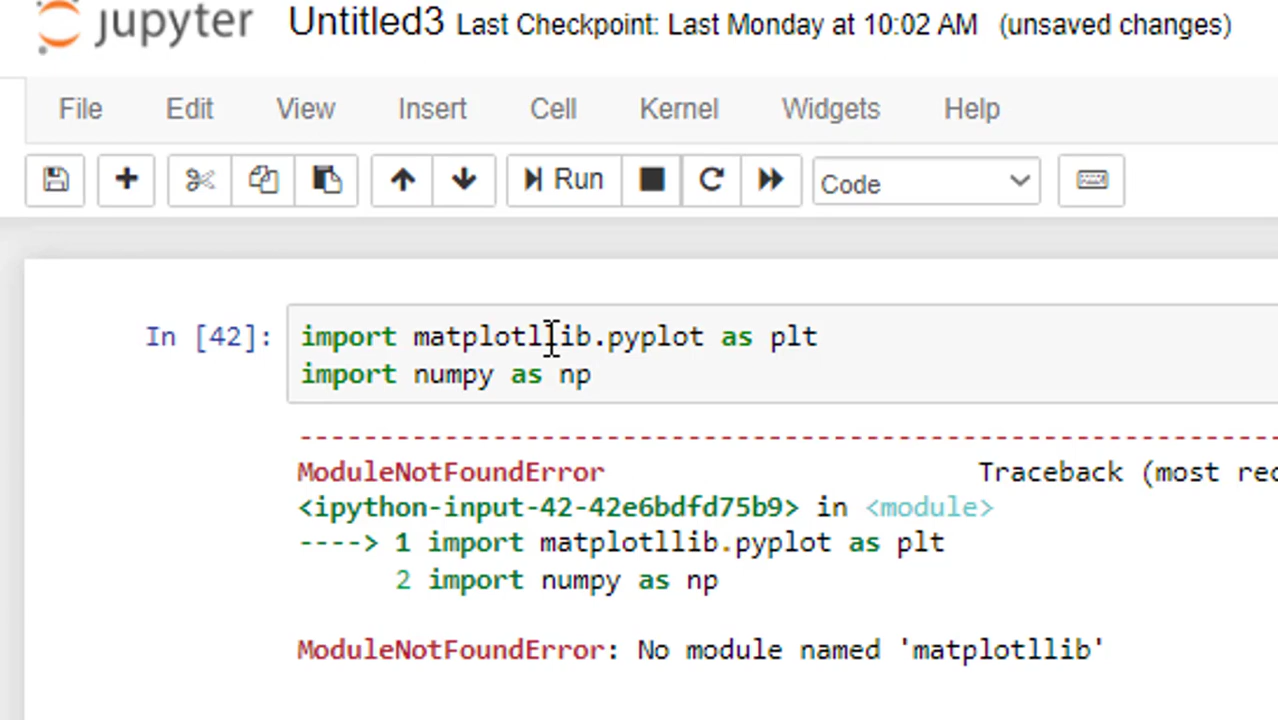 jupyter Untitled3 Last Checkpoint: Last Monday at 10:02 AM (unsaved changes)
File Edit View Insert Cell Kernel Widgets Help
Run Code
In [42]: import matplotllib.pyplot as plt
import numpy as np
--------------------------------------------------------------
ModuleNotFoundError Traceback (most rec
<ipython-input-42-42e6bdfd75b9> in <module>
----> 1 import matplotllib.pyplot as plt
2 import numpy as np
ModuleNotFoundError: No module named 'matplotllib'